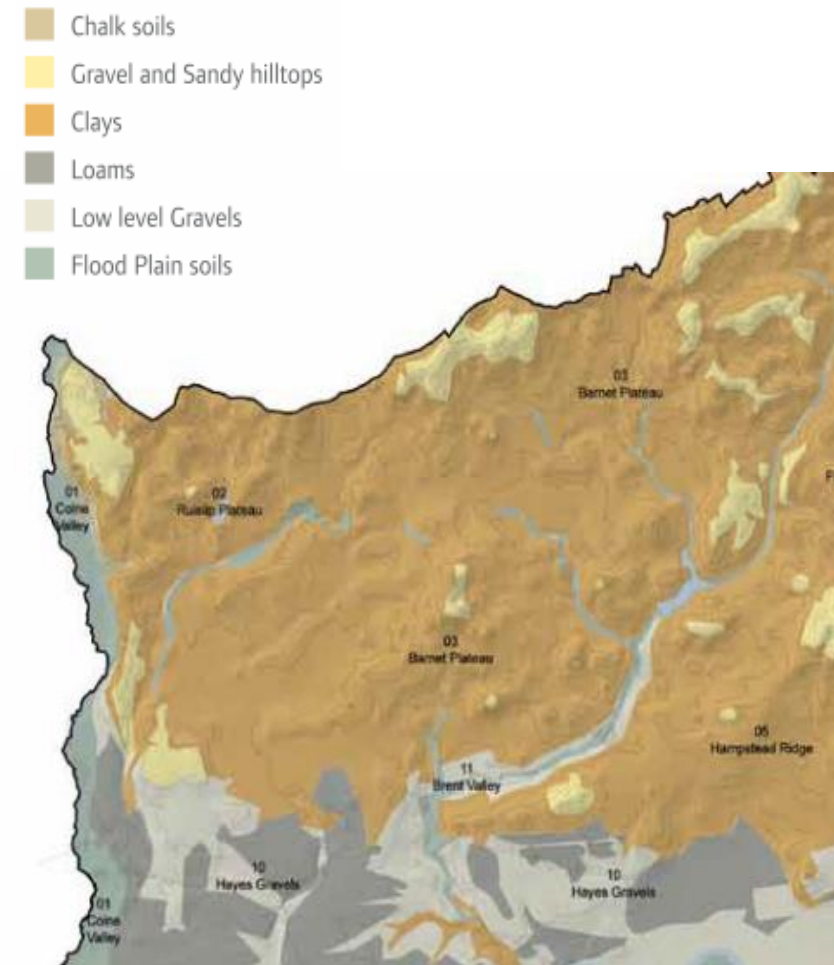 Chalk soils
Gravel and Sandy hilltops
Clays
Loams
Low level Gravels
Flood Plain soils
03
Barnet Plateau
01
Colne
Valley
02
Ruislip Plateau
F
03
Barnet Plateau
05
Hampstead Ridge
11
Brent Valley
10
Hayes Gravels
10
Hayes Gravels
01
Colne
Valley